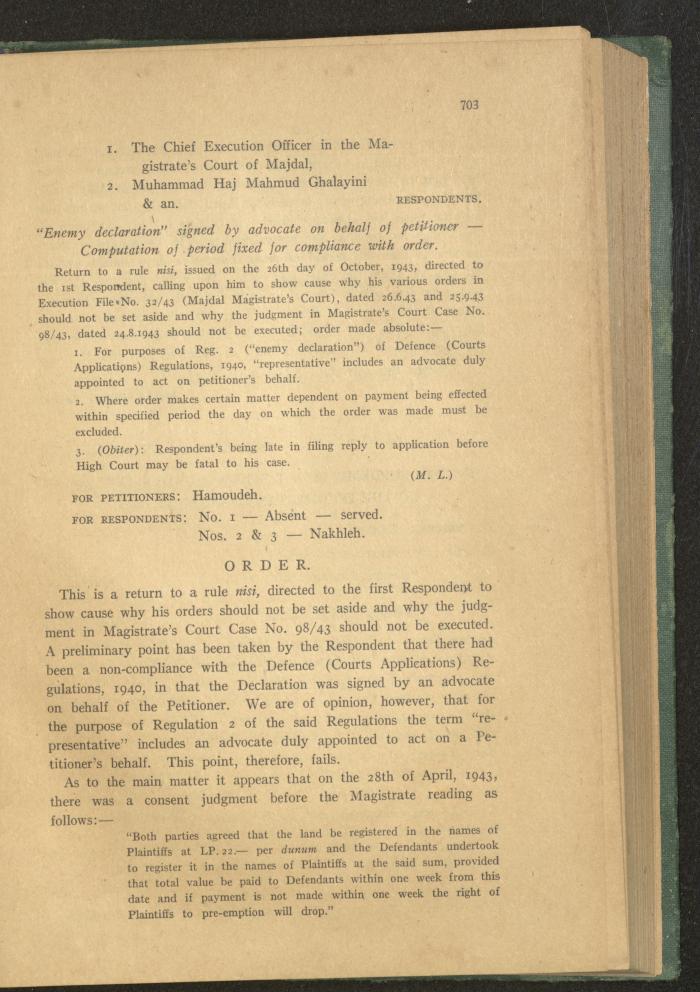 703
1. The Chief Execution Officer in the Ma-
gistrate's Court of Majdal,
2. Muhammad Haj Mahmud Ghalayini
& an. RESPONDENTS.
"Enemy declaration" signed by advocate on behalf of petitioner —
Computation of period fixed for compliance with order.
Return to a rule nisi, issued on the 26th day of October, 1943, directed to
the 1st Respondent, calling upon him to show cause why his various orders in
Execution File No. 32/43 (Majdal Magistrate's Court), dated 26.6.43 and 25.9.43
should not be set aside and why the judgment in Magistrate's Court Case No.
98/43, dated 24.8.1943 should not be executed; order made absolute:—
1. For purposes of Reg. 2 ("enemy declaration") of Defence (Courts
Applications) Regulations, 1940, "representative" includes an advocate duly
appointed to act on petitioner's behalf.
2. Where order makes certain matter dependent on payment being effected
within specified period the day on which the order was made must be
excluded.
3. (Obiter): Respondent's being late in filing reply to application before
High Court may be fatal to his case.
(M. L.)
FOR PETITIONERS: Hamoudeh.
FOR RESPONDENTS: No. 1 — Absent — served.
Nos. 2 & 3 — Nakhleh.
ORDER.
This is a return to a rule nisi, directed to the first Respondent to
show cause why his orders should not be set aside and why the judg-
ment in Magistrate's Court Case No. 98/43 should not be executed.
A preliminary point has been taken by the Respondent that there had
been a non-compliance with the Defence (Courts Applications) Re-
gulations, 1940, in that the Declaration was signed by an advocate
on behalf of the Petitioner. We are of opinion, however, that for
the purpose of Regulation 2 of the said Regulations the term "re-
presentative" includes an advocate duly appointed to act on a Pe-
titioner's behalf. This point, therefore, fails.
As to the main matter it appears that on the 28th of April, 1943,
there was a consent judgment before the Magistrate reading as
follows:—
"Both parties agreed that the land be registered in the names of
Plaintiffs at LP. 22.— per dunum and the Defendants undertook
to register it in the names of Plaintiffs at the said sum, provided
that total value be paid to Defendants within one week from this
date and if payment is not made within one week the right of
Plaintiffs to pre-emption will drop."